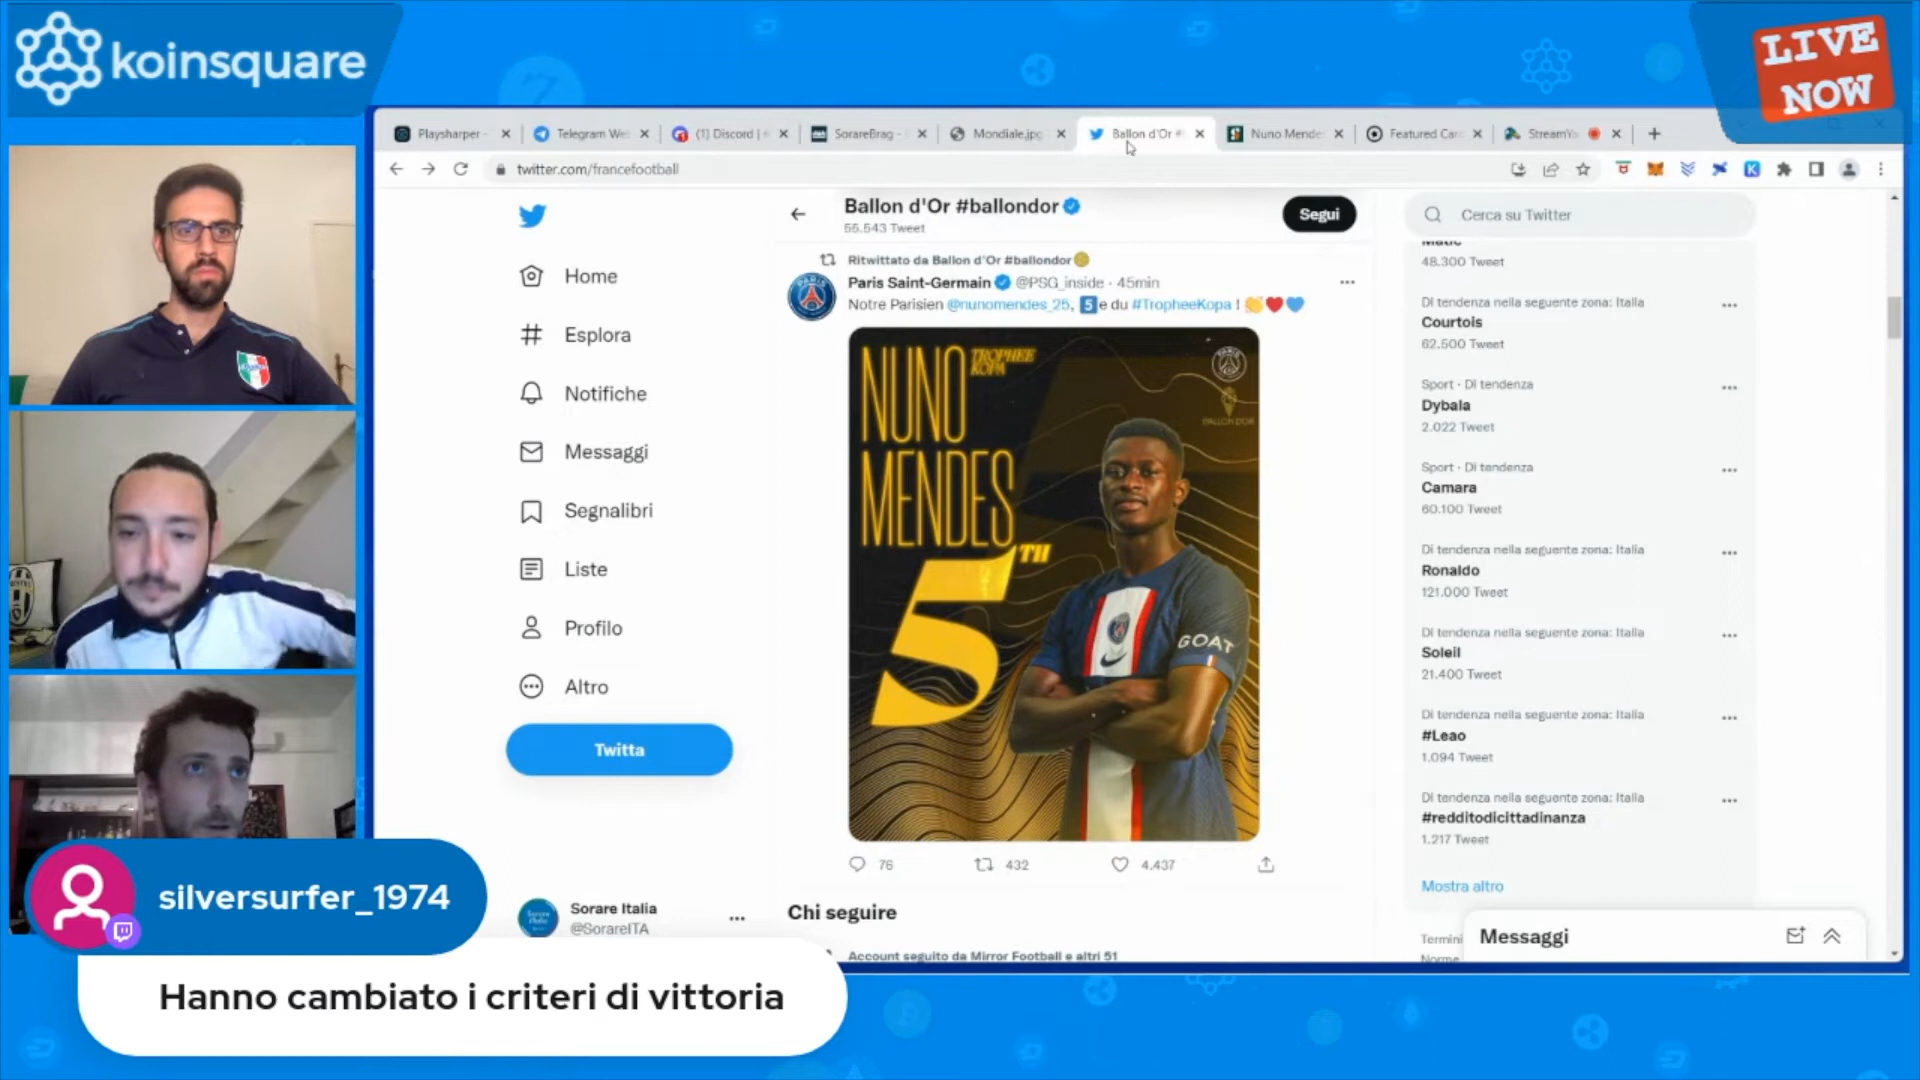 koinsquare
LIVE
NOW
Playsharper -
Telegram We
(1) Discord |
SorareBrag -
Mondiale.jpg
Ballon d'Or #
Nuno Mende
Featured Car
StreamYa
twitter.com/francefootball
Home
Esplora
Notifiche
Messaggi
Segnalibri
Liste
Profilo
Altro
Twitta
Sorare Italia
@SorareITA
Ballon d'Or #ballondor
55.543 Tweet
Segui
Ritwittato da Ballon d'Or #ballondor
Paris Saint-Germain @PSG_inside · 45min
Notre Parisien @nunomendes_25, 5e du #TropheeKopa ! 👏❤️💙
NUNO
TROPHEE
KOPA
MENDES
5TH
BALLON D'OR
GOAT
76
432
4.437
Chi seguire
Account seguito da Mirror Football e altri 51
Cerca su Twitter
Matic
48.300 Tweet
Di tendenza nella seguente zona: Italia
Courtois
62.500 Tweet
Sport · Di tendenza
Dybala
2.022 Tweet
Sport · Di tendenza
Camara
60.100 Tweet
Di tendenza nella seguente zona: Italia
Ronaldo
121.000 Tweet
Di tendenza nella seguente zona: Italia
Soleil
21.400 Tweet
Di tendenza nella seguente zona: Italia
#Leao
1.094 Tweet
Di tendenza nella seguente zona: Italia
#redditodicittadinanza
1.217 Tweet
Mostra altro
Termini
Norme
Messaggi
silversurfer_1974
Hanno cambiato i criteri di vittoria